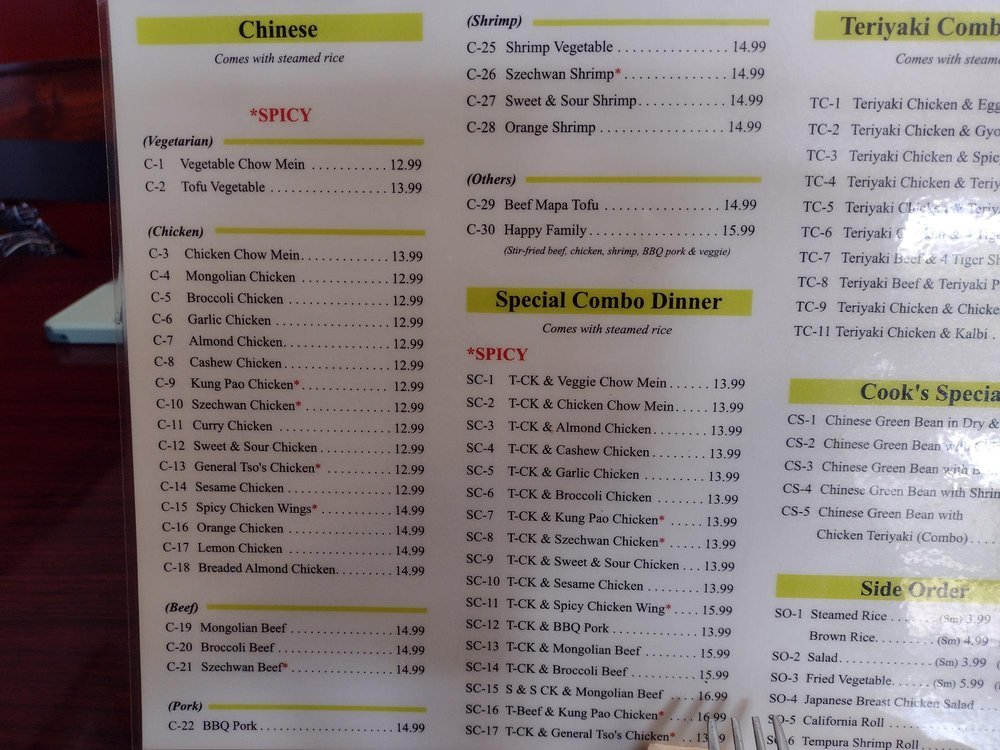 Chinese
Comes with steamed rice
*SPICY
(Vegetarian)
C-1 Vegetable Chow Mein . . . . . . . . . . . 12.99
C-2 Tofu Vegetable . . . . . . . . . . . . . . . . . 13.99
(Chicken)
C-3 Chicken Chow Mein. . . . . . . . . . . . . 13.99
C-4 Mongolian Chicken . . . . . . . . . . . . . 12.99
C-5 Broccoli Chicken . . . . . . . . . . . . . . . 12.99
C-6 Garlic Chicken . . . . . . . . . . . . . . . . . 12.99
C-7 Almond Chicken. . . . . . . . . . . . . . . . 12.99
C-8 Cashew Chicken. . . . . . . . . . . . . . . . 12.99
C-9 Kung Pao Chicken*. . . . . . . . . . . . . 12.99
C-10 Szechwan Chicken* . . . . . . . . . . . . 12.99
C-11 Curry Chicken . . . . . . . . . . . . . . . . . 12.99
C-12 Sweet & Sour Chicken . . . . . . . . . . 12.99
C-13 General Tso's Chicken* . . . . . . . . . . 12.99
C-14 Sesame Chicken . . . . . . . . . . . . . . . 12.99
C-15 Spicy Chicken Wings* . . . . . . . . . . . 14.99
C-16 Orange Chicken . . . . . . . . . . . . . . . 14.99
C-17 Lemon Chicken . . . . . . . . . . . . . . . 14.99
C-18 Breaded Almond Chicken. . . . . . . . 14.99
(Beef)
C-19 Mongolian Beef . . . . . . . . . . . . . . 14.99
C-20 Broccoli Beef . . . . . . . . . . . . . . . . 14.99
C-21 Szechwan Beef* . . . . . . . . . . . . . . 14.99
(Pork)
C-22 BBQ Pork . . . . . . . . . . . . . . . . . . . 14.99
(Shrimp)
C-25 Shrimp Vegetable . . . . . . . . . . . . . 14.99
C-26 Szechwan Shrimp* . . . . . . . . . . . . 14.99
C-27 Sweet & Sour Shrimp. . . . . . . . . . . 14.99
C-28 Orange Shrimp . . . . . . . . . . . . . . . 14.99
(Others)
C-29 Beef Mapa Tofu . . . . . . . . . . . . . . 14.99
C-30 Happy Family. . . . . . . . . . . . . . . . 15.99
(Stir-fried beef, chicken, shrimp, BBQ pork & veggie)
Special Combo Dinner
Comes with steamed rice
*SPICY
SC-1 T-CK & Veggie Chow Mein . . . . . . 13.99
SC-2 T-CK & Chicken Chow Mein. . . . . 13.99
SC-3 T-CK & Almond Chicken. . . . . . . . 13.99
SC-4 T-CK & Cashew Chicken . . . . . . . . 13.99
SC-5 T-CK & Garlic Chicken . . . . . . . . . 13.99
SC-6 T-CK & Broccoli Chicken . . . . . . . 13.99
SC-7 T-CK & Kung Pao Chicken* . . . . . 13.99
SC-8 T-CK & Szechwan Chicken* . . . . . 13.99
SC-9 T-CK & Sweet & Sour Chicken . . . 13.99
SC-10 T-CK & Sesame Chicken . . . . . . . 13.99
SC-11 T-CK & Spicy Chicken Wing* . . . . 15.99
SC-12 T-CK & BBQ Pork . . . . . . . . . . . . 13.99
SC-13 T-CK & Mongolian Beef . . . . . . . 15.99
SC-14 T-CK & Broccoli Beef . . . . . . . . . 15.99
SC-15 S & S CK & Mongolian Beef . . . . 16.99
SC-16 T-Beef & Kung Pao Chicken* . . . . 16.99
SC-17 T-CK & General Tso's Chicken* . .
Teriyaki
Comes with
TC-1 Teriyaki Chicken &
TC-2 Teriyaki Chicken &
TC-3 Teriyaki Chicken &
TC-4 Teriyaki Chicken &
TC-5 Teriyaki Chicken &
TC-6 Teriyaki
TC-7 Teriyaki Beef & 4 Tiger
TC-8 Teriyaki Beef & Teriyaki
TC-9 Teriyaki Chicken &
TC-11 Teriyaki Chicken & Kalbi .
Cook's
CS-1 Chinese Green Bean in Dry &
CS-2 Chinese Green Bean
CS-3 Chinese Green Bean with
CS-4 Chinese Green Bean with
CS-5 Chinese Green Bean with
Chicken Teriyaki (Combo) . . . .
Side Order
SO-1 Steamed Rice . . . . . . . (Sm) 3.99
Brown Rice. . . . . . . . (Sm) 4.99
SO-2 Salad. . . . . . . . . . . . (Sm) 3.99
SO-3 Fried Vegetable. . . . . . (Sm) 5.99
SO-4 Japanese Breast Chicken Salad . . .
California Roll . . . . . . . . . .
Tempura Shrimp Roll